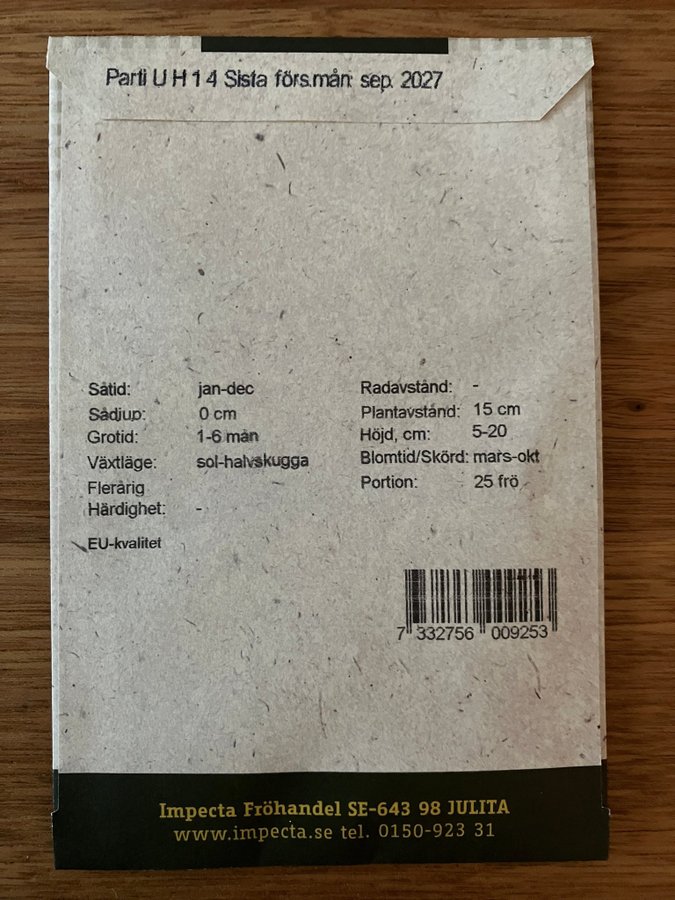 Parti U H 1 4 Sista förs.mån: sep. 2027
Såtid: jan-dec
Sådjup: 0 cm
Grotid: 1-6 mån
Växtläge: sol-halvskugga
Flerårig
Härdighet: -
EU-kvalitet
Radavstånd: -
Plantavstånd: 15 cm
Höjd, cm: 5-20
Blomtid/Skörd: mars-okt
Portion: 25 frö
7 332756 009253
Impecta Fröhandel SE-643 98 JULITA
www.impecta.se tel. 0150-923 31